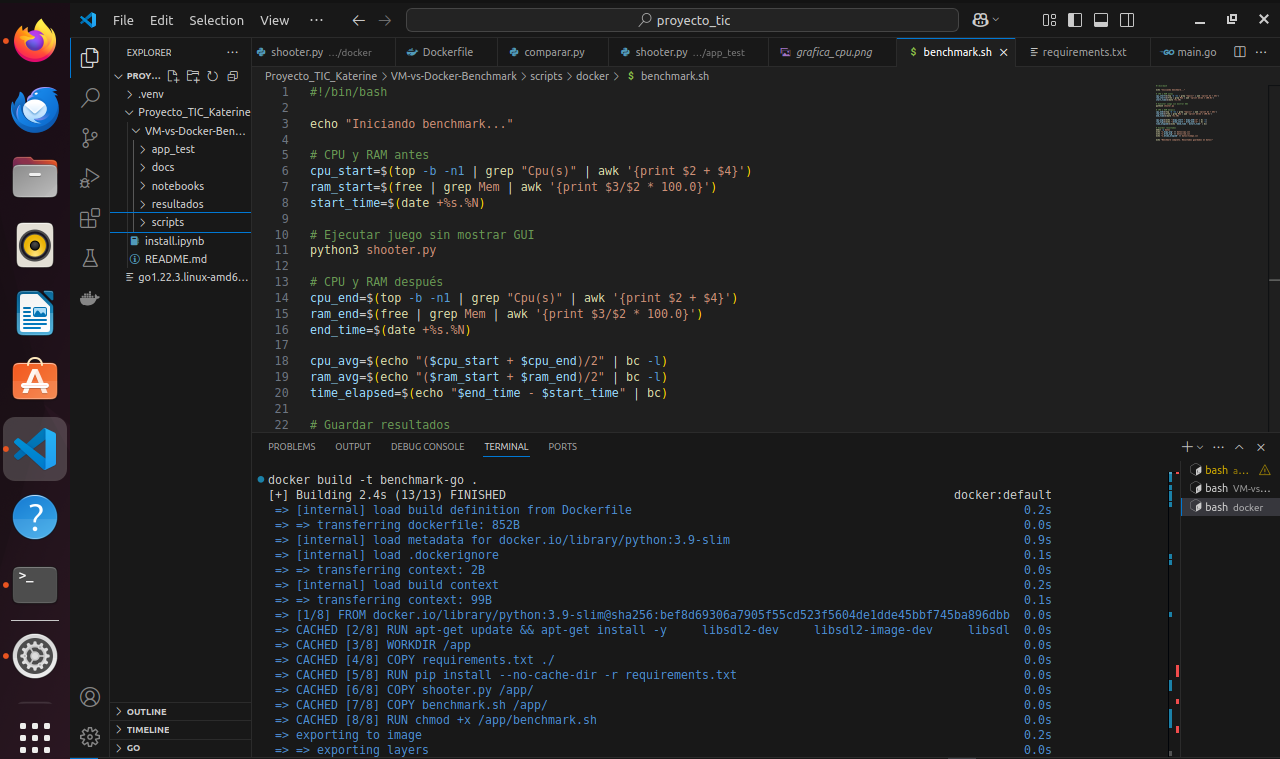 File Edit Selection View ··· proyecto_tic
EXPLORER ···
shooter.py .../docker
Dockerfile
comparar.py
shooter.py .../app_test
grafica_cpu.png
$ benchmark.sh
requirements.txt
main.go
PROY...
.venv
Proyecto_TIC_Katerine
VM-vs-Docker-Ben...
app_test
docs
notebooks
resultados
scripts
install.ipynb
README.md
go1.22.3.linux-amd6...
OUTLINE
TIMELINE
GO
Proyecto_TIC_Katerine > VM-vs-Docker-Benchmark > scripts > docker > $ benchmark.sh
1 #!/bin/bash
2
3 echo "Iniciando benchmark..."
4
5 # CPU y RAM antes
6 cpu_start=$(top -b -n1 | grep "Cpu(s)" | awk '{print $2 + $4}')
7 ram_start=$(free | grep Mem | awk '{print $3/$2 * 100.0}')
8 start_time=$(date +%s.%N)
9
10 # Ejecutar juego sin mostrar GUI
11 python3 shooter.py
12
13 # CPU y RAM después
14 cpu_end=$(top -b -n1 | grep "Cpu(s)" | awk '{print $2 + $4}')
15 ram_end=$(free | grep Mem | awk '{print $3/$2 * 100.0}')
16 end_time=$(date +%s.%N)
17
18 cpu_avg=$(echo "($cpu_start + $cpu_end)/2" | bc -l)
19 ram_avg=$(echo "($ram_start + $ram_end)/2" | bc -l)
20 time_elapsed=$(echo "$end_time - $start_time" | bc)
21
22 # Guardar resultados
PROBLEMS OUTPUT DEBUG CONSOLE TERMINAL PORTS
docker build -t benchmark-go .
[+] Building 2.4s (13/13) FINISHED docker:default
=> [internal] load build definition from Dockerfile 0.2s
=> => transferring dockerfile: 852B 0.0s
=> [internal] load metadata for docker.io/library/python:3.9-slim 0.9s
=> [internal] load .dockerignore 0.1s
=> => transferring context: 2B 0.0s
=> [internal] load build context 0.2s
=> => transferring context: 99B 0.1s
=> [1/8] FROM docker.io/library/python:3.9-slim@sha256:bef8d69306a7905f55cd523f5604de1dde45bbf745ba896dbb 0.0s
=> CACHED [2/8] RUN apt-get update && apt-get install -y libsdl2-dev libsdl2-image-dev libsdl 0.0s
=> CACHED [3/8] WORKDIR /app 0.0s
=> CACHED [4/8] COPY requirements.txt ./ 0.0s
=> CACHED [5/8] RUN pip install --no-cache-dir -r requirements.txt 0.0s
=> CACHED [6/8] COPY shooter.py /app/ 0.0s
=> CACHED [7/8] COPY benchmark.sh /app/ 0.0s
=> CACHED [8/8] RUN chmod +x /app/benchmark.sh 0.0s
=> exporting to image 0.2s
=> => exporting layers 0.0s
bash a...
bash VM-vs...
bash docker